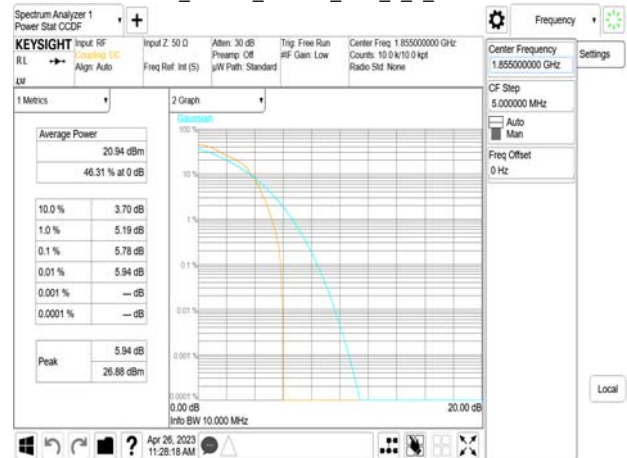 Spectrum Analyzer 1
Power Stat CCDF
Frequency
KEYSIGHT
RL
Input: RF
Coupling: DC
Align: Auto
Input Z: 50 Ω
Freq Ref: Int (S)
Atten: 30 dB
Preamp: Off
µW Path: Standard
Trig: Free Run
#IF Gain: Low
Center Freq: 1.855000000 GHz
Counts: 10.0 k/10.0 kpt
Radio Std: None
Center Frequency
1.855000000 GHz
Settings
CF Step
5.000000 MHz
Auto
Man
Freq Offset
0 Hz
1 Metrics
Average Power
20.94 dBm
46.31 % at 0 dB
10.0 % 3.70 dB
1.0 % 5.19 dB
0.1 % 5.78 dB
0.01 % 5.94 dB
0.001 % --- dB
0.0001 % --- dB
Peak
5.94 dB
26.88 dBm
2 Graph
Gaussian
100 %
10 %
1 %
0.1 %
0.01 %
0.001 %
0.0001 %
0.00 dB 20.00 dB
Info BW 10.000 MHz
Local
?
Apr 26, 2023
11:28:18 AM